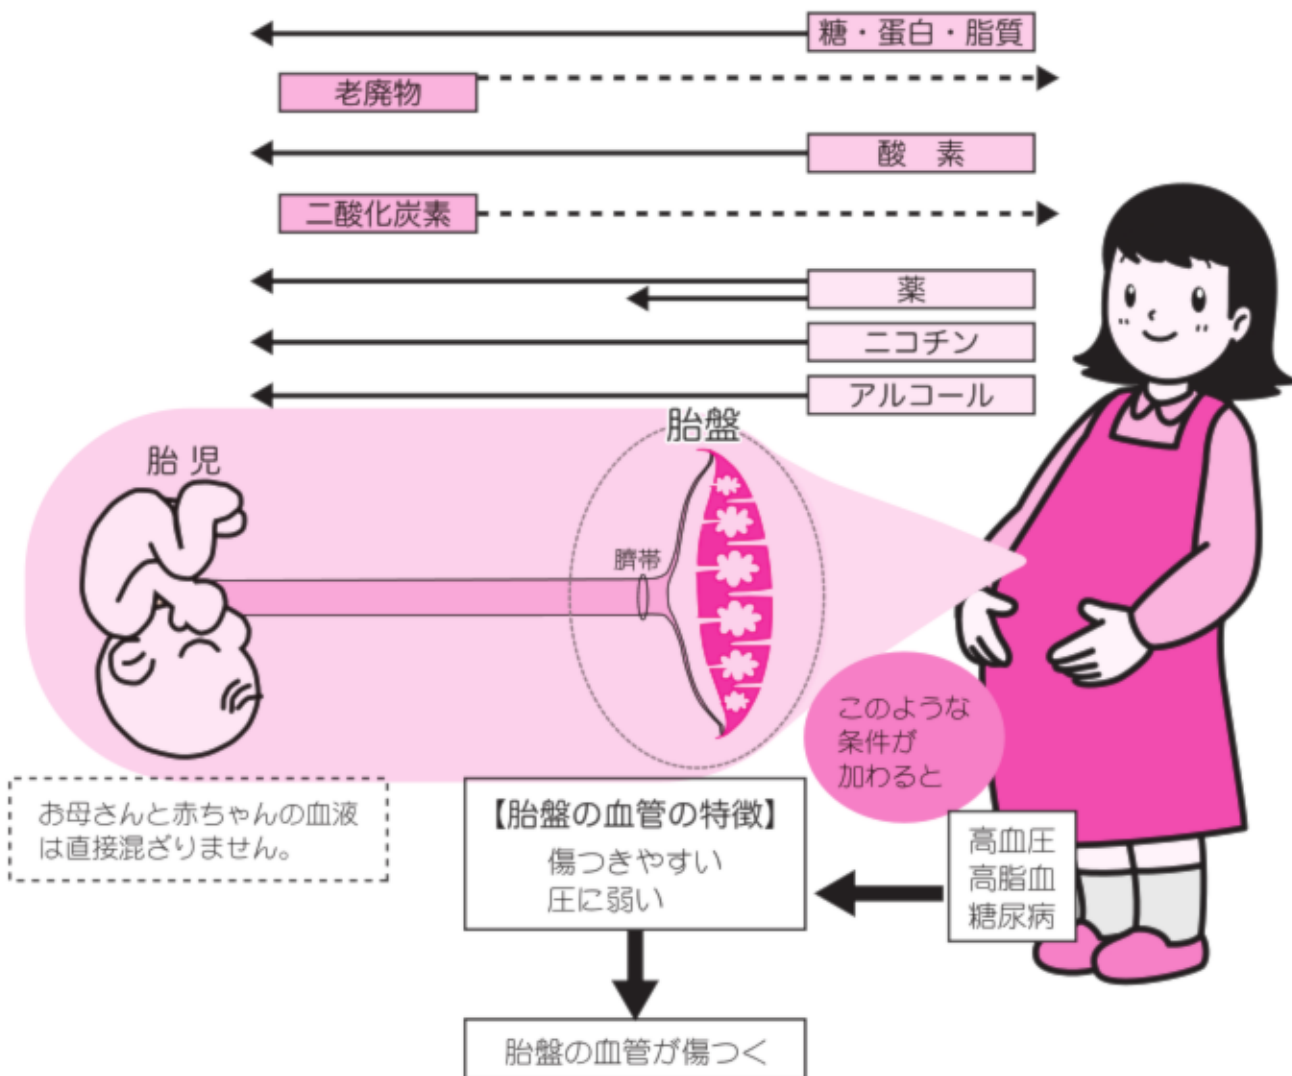 糖・蛋白・脂質
老廃物
酸　素
二酸化炭素
薬
ニコチン
アルコール
胎盤
胎 児
臍帯
このような
条件が
加わると
お母さんと赤ちゃんの血液
は直接混ざりません。
【胎盤の血管の特徴】
傷つきやすい
圧に弱い
高血圧
高脂血
糖尿病
胎盤の血管が傷つく